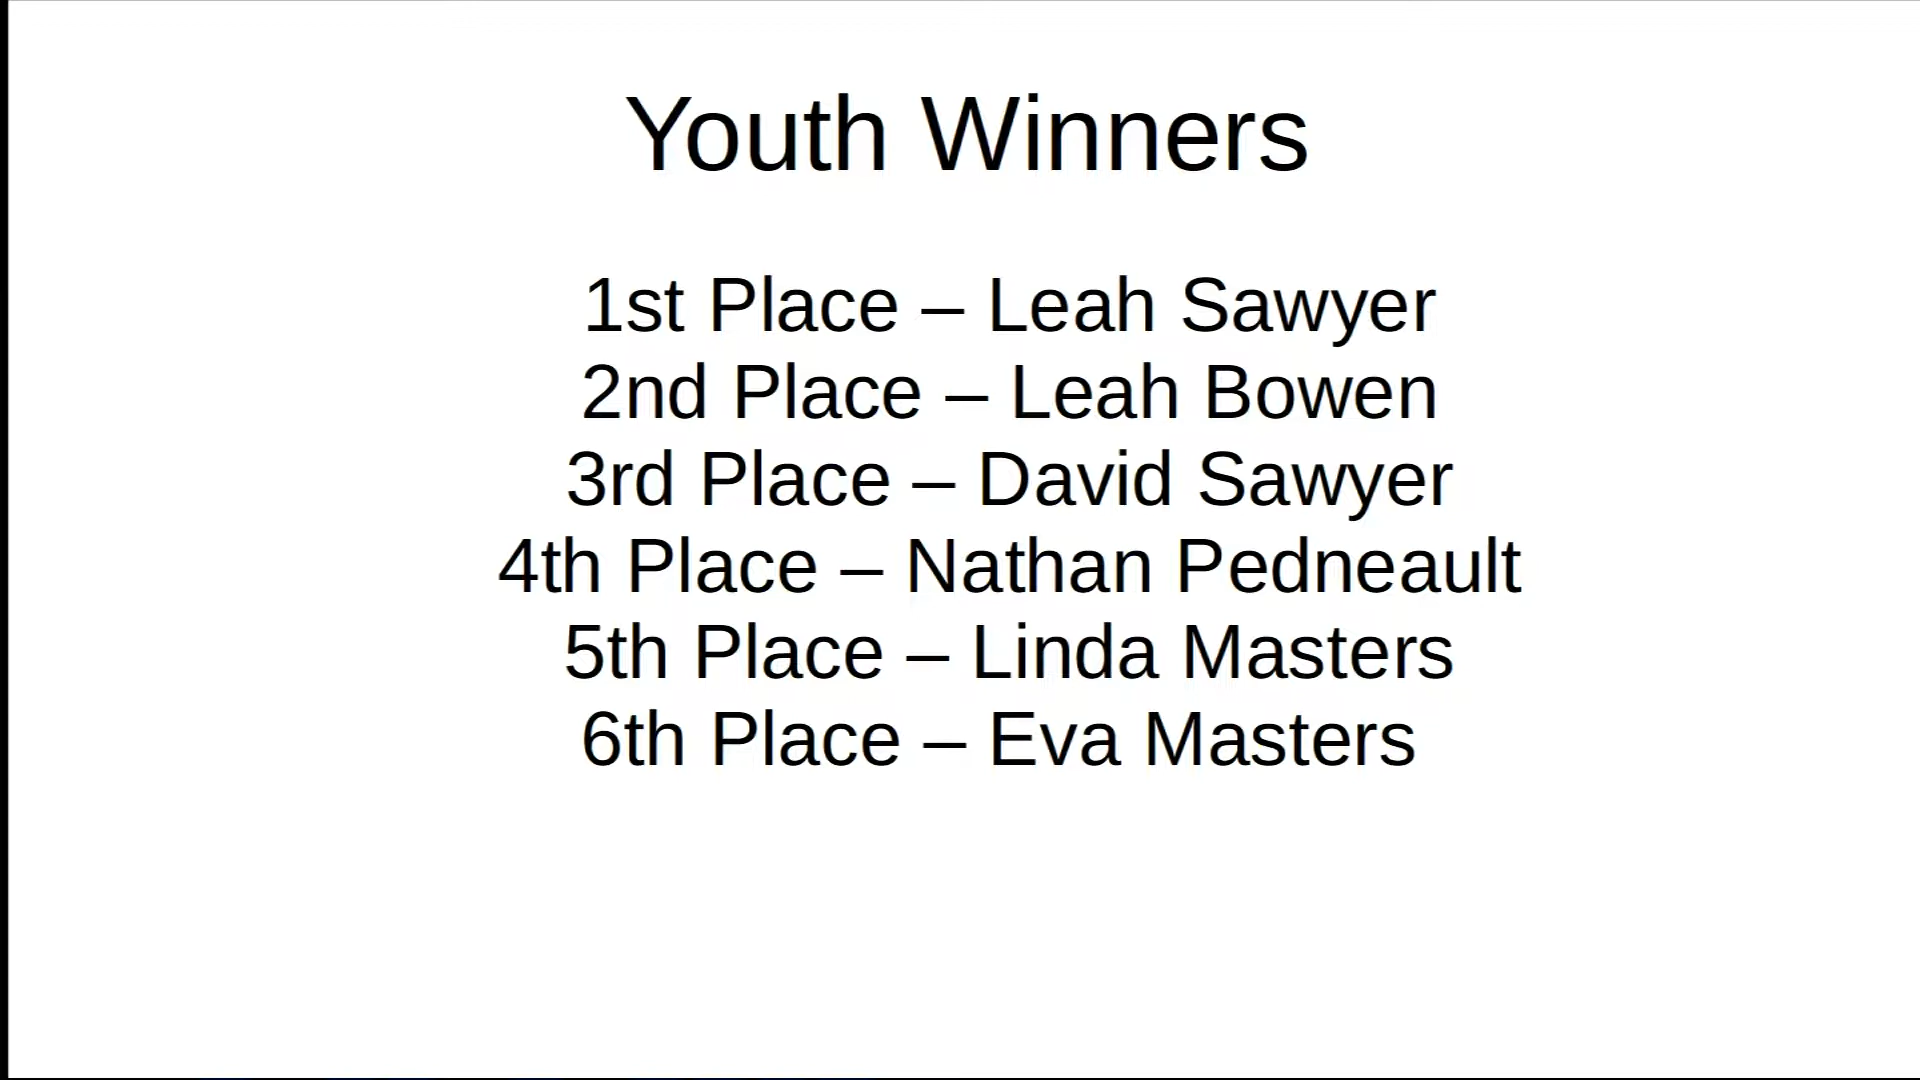 Youth Winners
1st Place – Leah Sawyer
2nd Place – Leah Bowen
3rd Place – David Sawyer
4th Place – Nathan Pedneault
5th Place – Linda Masters
6th Place – Eva Masters